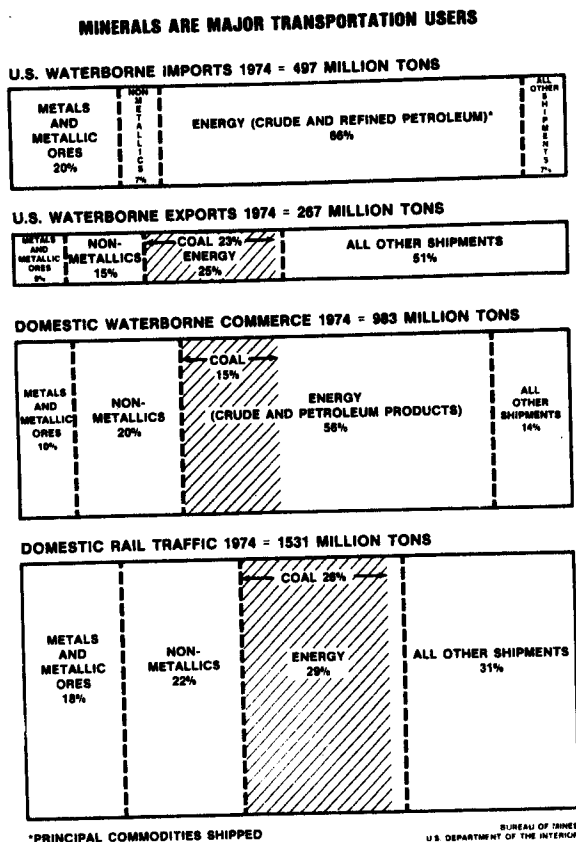 MINERALS ARE MAJOR TRANSPORTATION USERS
U.S. WATERBORNE IMPORTS 1974 = 497 MILLION TONS
METALS
AND
METALLIC
ORES
20%
NON
METALLICS
7%
ENERGY (CRUDE AND REFINED PETROLEUM)*
66%
ALL
OTHER
SHIPMENTS
7%
U.S. WATERBORNE EXPORTS 1974 = 267 MILLION TONS
METALS
AND
METALLIC
ORES
9%
NON-
METALLICS
15%
COAL 23%
ENERGY
25%
ALL OTHER SHIPMENTS
51%
DOMESTIC WATERBORNE COMMERCE 1974 = 983 MILLION TONS
METALS
AND
METALLIC
ORES
10%
NON-
METALLICS
20%
COAL
15%
ENERGY
(CRUDE AND PETROLEUM PRODUCTS)
56%
ALL
OTHER
SHIPMENTS
14%
DOMESTIC RAIL TRAFFIC 1974 = 1531 MILLION TONS
METALS
AND
METALLIC
ORES
18%
NON-
METALLICS
22%
COAL 26%
ENERGY
29%
ALL OTHER SHIPMENTS
31%
*PRINCIPAL COMMODITIES SHIPPED
BUREAU OF MINES
U.S. DEPARTMENT OF THE INTERIOR